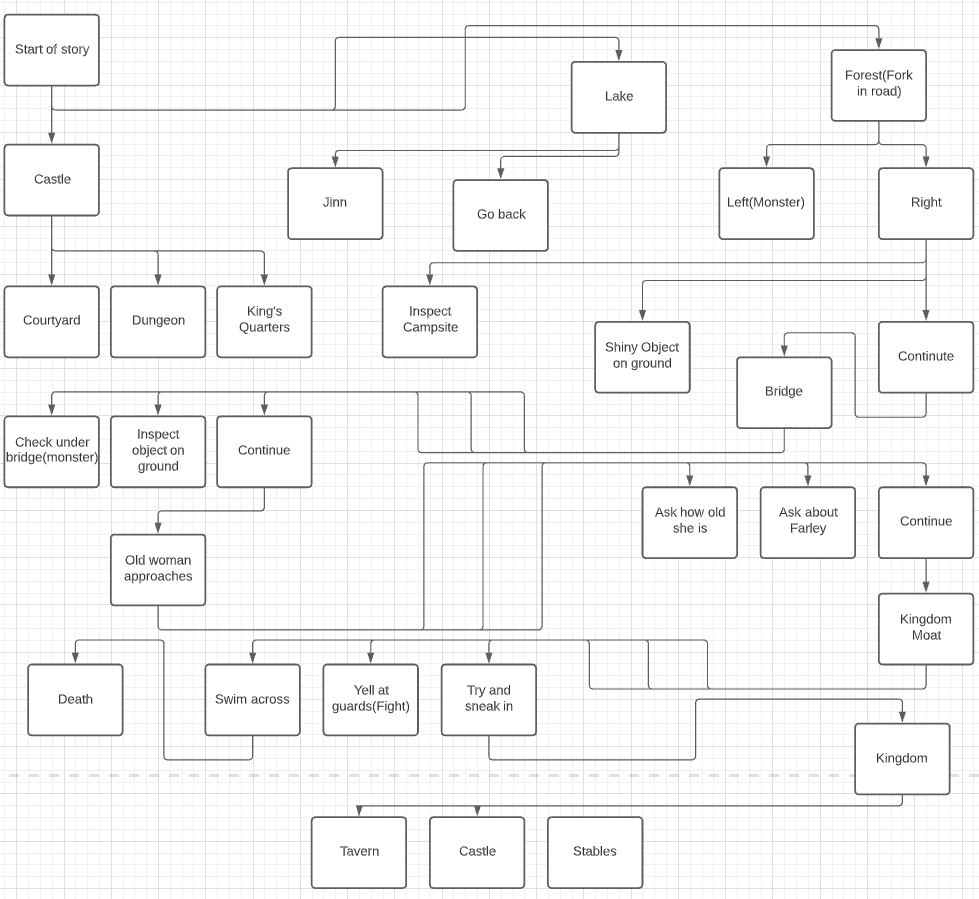 Start of story
Lake
Forest(Fork
in road)
Castle
Jinn
Go back
Left(Monster)
Right
Courtyard
Dungeon
King's
Quarters
Inspect
Campsite
Shiny Object
on ground
Continute
Bridge
Check under
bridge(monster)
Inspect
object on
ground
Continue
Ask how old
she is
Ask about
Farley
Continue
Old woman
approaches
Kingdom
Moat
Death
Swim across
Yell at
guards(Fight)
Try and
sneak in
Kingdom
Tavern
Castle
Stables